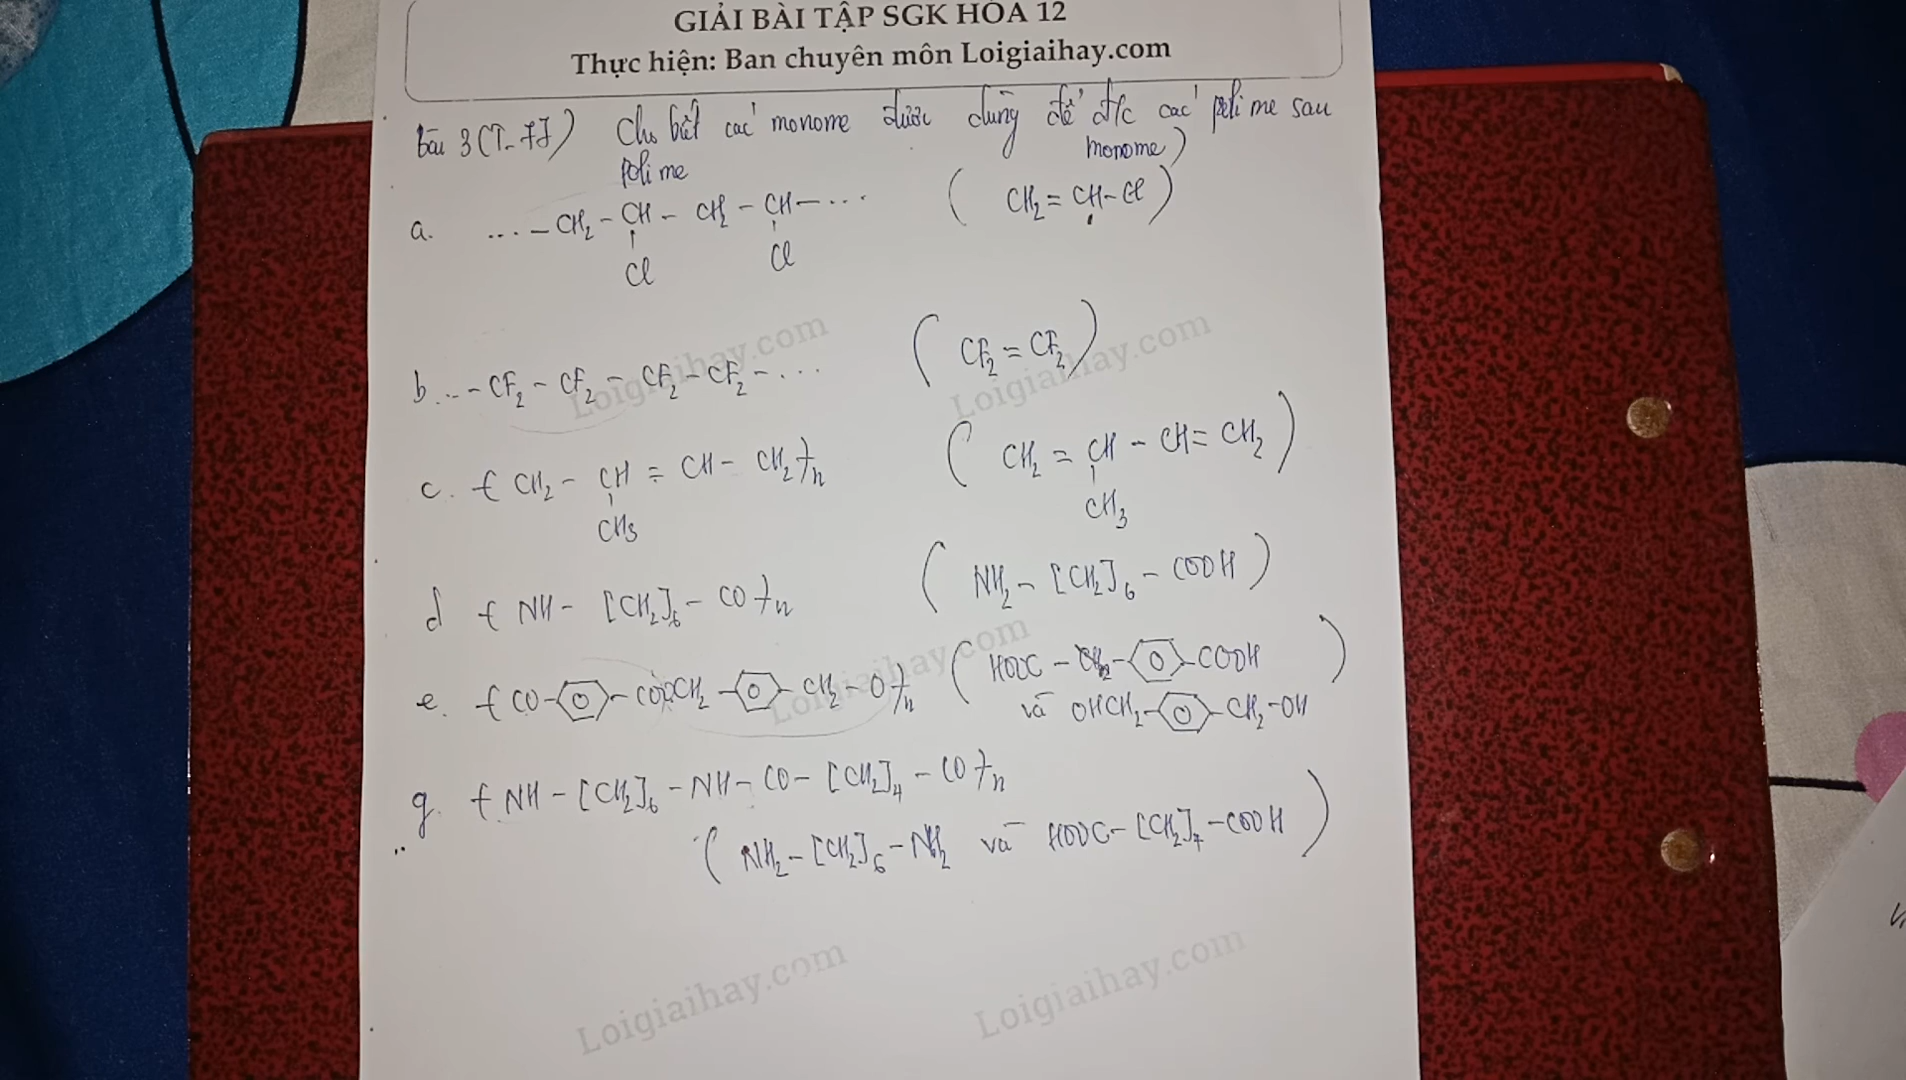 GIẢI BÀI TẬP SGK HÓA 12
Thực hiện: Ban chuyên môn Loigiaihay.com
bài 3 (T-77) Cho biết các monome được dùng để đ/c các polime sau
polime monome)
a. ... - CH2 - CH - CH2 - CH - ... ( CH2 = CH - Cl )
Cl Cl
b ... - CF2 - CF2 - CF2 - CF2 - ... ( CF2 = CF2 )
c. ( CH2 - CH = CH - CH2 )n ( CH2 = CH - CH = CH2 )
CH3 CH3
d ( NH - [CH2]6 - CO )n ( NH2 - [CH2]6 - COOH )
e. ( CO - - COOCH2 - - CH2 - O )n ( HOOC - - COOH )
và OHCH2 - - CH2 - OH
g. ( NH - [CH2]6 - NH - CO - [CH2]4 - CO )n
( NH2 - [CH2]6 - NH2 và HOOC - [CH2]4 - COOH )
Loigiaihay.com
Loigiaihay.com
Loigiaihay.com
Loigiaihay.com
Loigiaihay.com